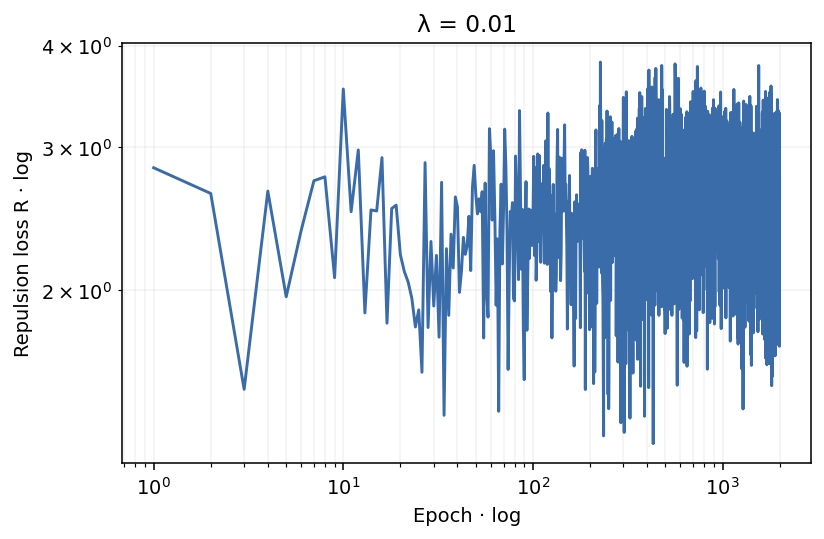 λ = 0.01
4 × 10⁰
3 × 10⁰
2 × 10⁰
Repulsion loss R · log
10⁰ 10¹ 10² 10³
Epoch · log